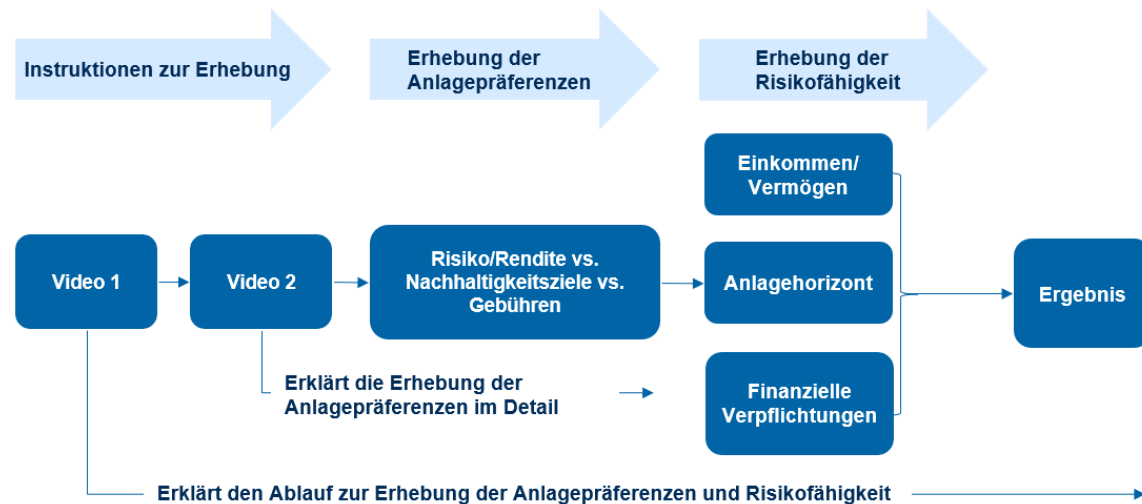 Instruktionen zur Erhebung
Erhebung der
Anlagepräferenzen
Erhebung der
Risikofähigkeit
Video 1
Video 2
Risiko/Rendite vs.
Nachhaltigkeitsziele vs.
Gebühren
Einkommen/
Vermögen
Anlagehorizont
Finanzielle
Verpflichtungen
Ergebnis
Erklärt die Erhebung der
Anlagepräferenzen im Detail
Erklärt den Ablauf zur Erhebung der Anlagepräferenzen und Risikofähigkeit